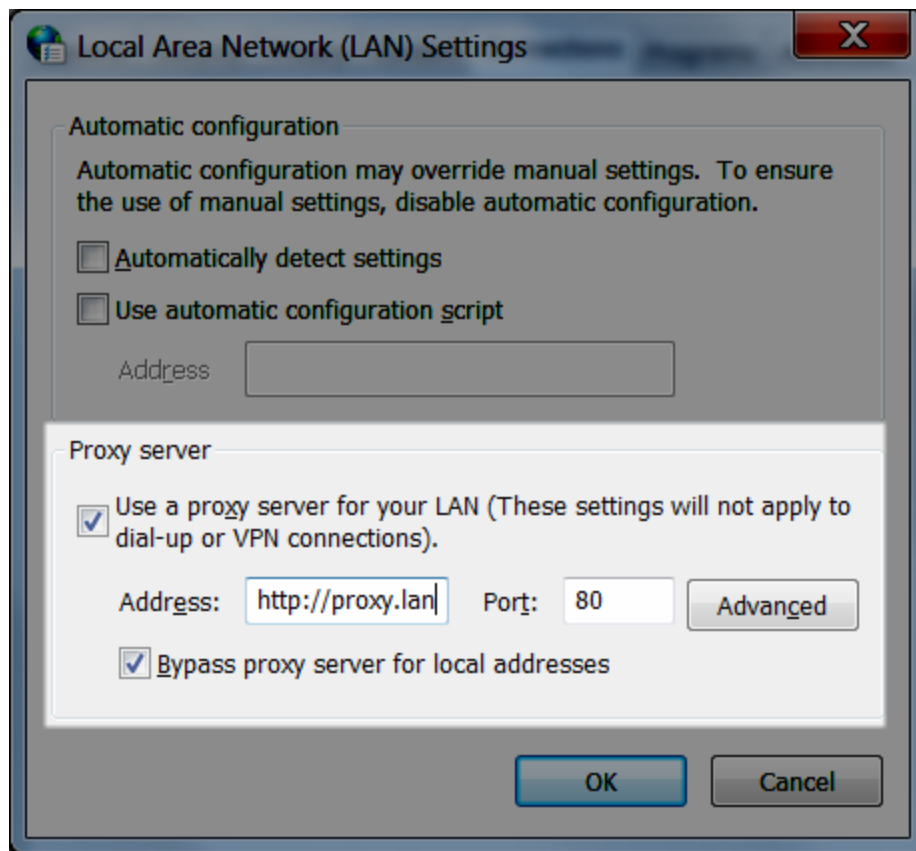 Local Area Network (LAN) Settings
Automatic configuration
Automatic configuration may override manual settings. To ensure
the use of manual settings, disable automatic configuration.
Automatically detect settings
Use automatic configuration script
Address
Proxy server
Use a proxy server for your LAN (These settings will not apply to
dial-up or VPN connections).
Address: http://proxy.lan Port: 80 Advanced
Bypass proxy server for local addresses
OK Cancel